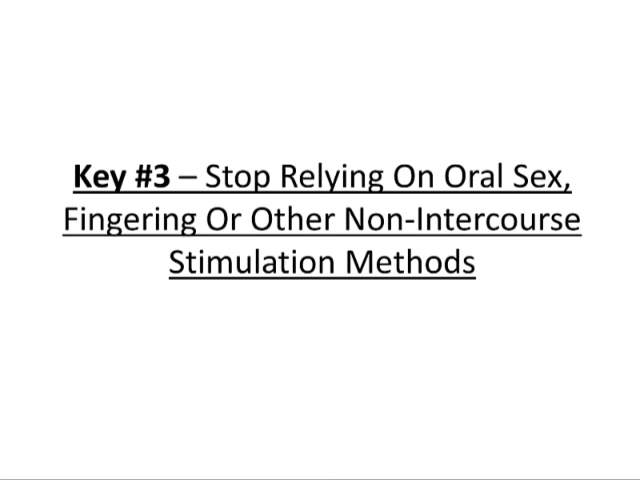 Key #3 – Stop Relying On Oral Sex,
Fingering Or Other Non-Intercourse
Stimulation Methods